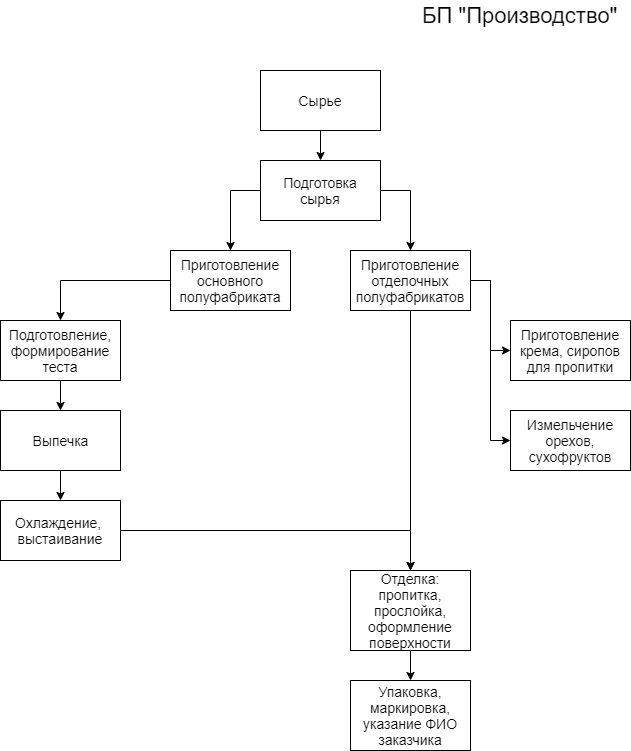 БП "Производство"
Сырье
Подготовка
сырья
Приготовление
основного
полуфабриката
Приготовление
отделочных
полуфабрикатов
Подготовление,
формирование
теста
Приготовление
крема, сиропов
для пропитки
Выпечка
Измельчение
орехов,
сухофруктов
Охлаждение,
выстаивание
Отделка:
пропитка,
прослойка,
оформление
поверхности
Упаковка,
маркировка,
указание ФИО
заказчика